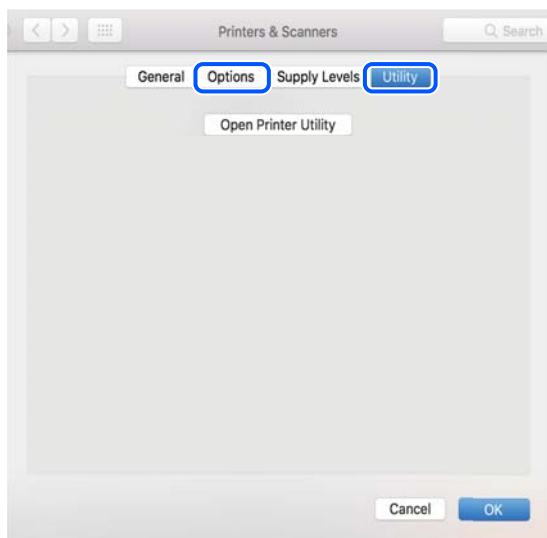 Printers & Scanners Search
General Options Supply Levels Utility
Open Printer Utility
Cancel OK